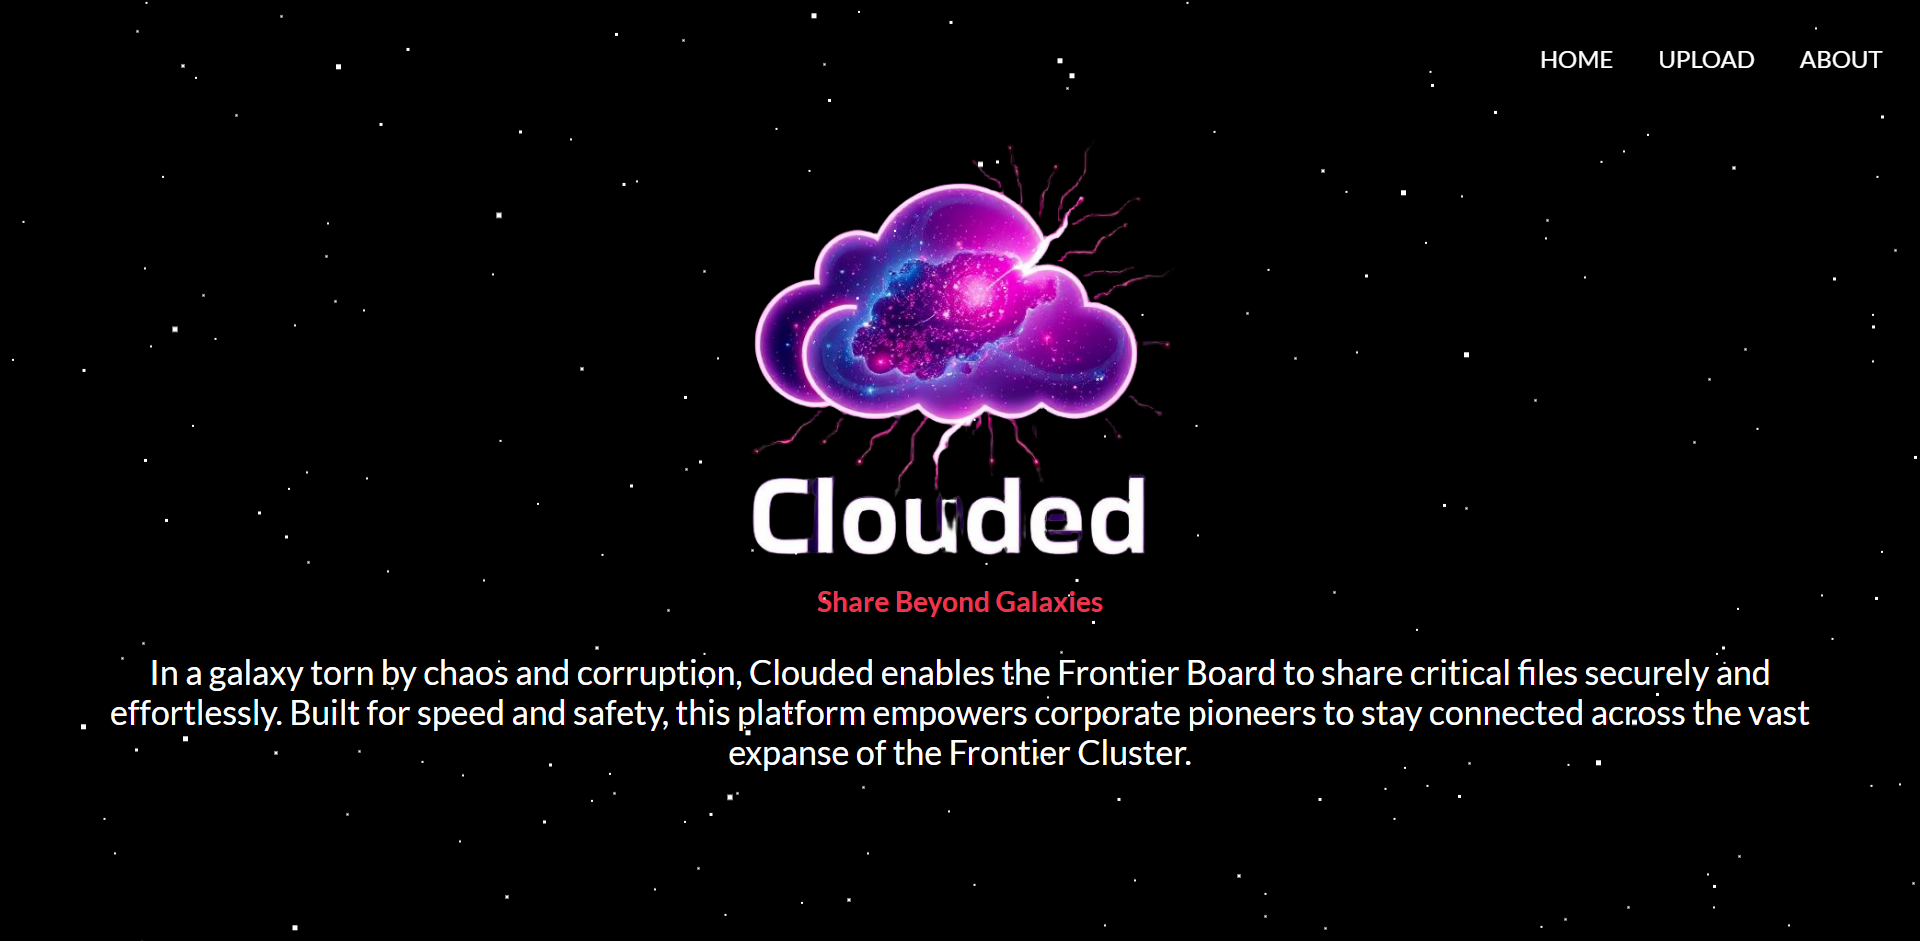 HOME UPLOAD ABOUT
Clouded
Share Beyond Galaxies
In a galaxy torn by chaos and corruption, Clouded enables the Frontier Board to share critical files securely and
effortlessly. Built for speed and safety, this platform empowers corporate pioneers to stay connected across the vast
expanse of the Frontier Cluster.